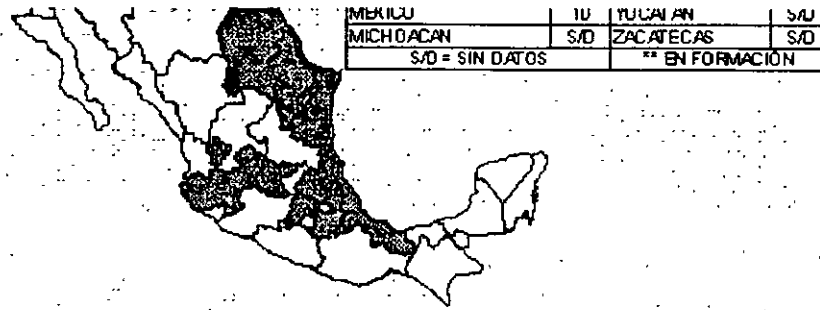 MEXICO 10 YUCATAN S/D
MICHOACAN S/D ZACATECAS S/D
S/D = SIN DATOS ** EN FORMACIÓN